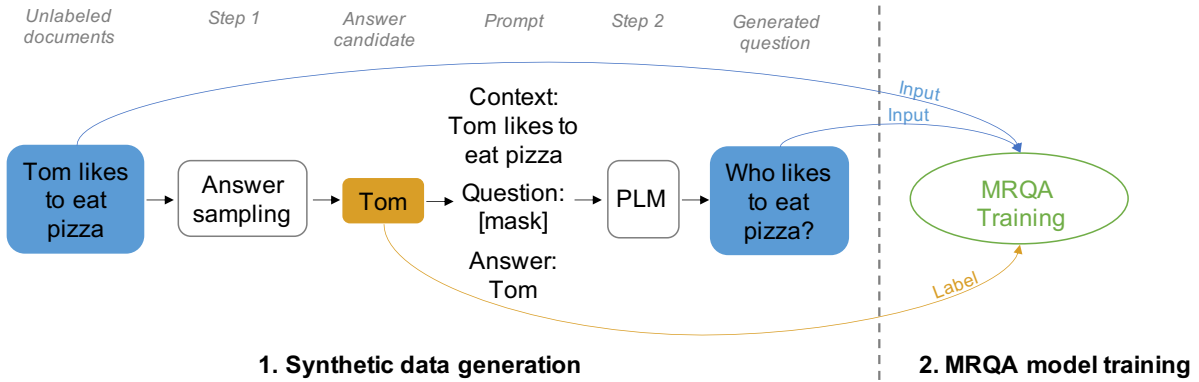 Unlabeled
documents
Step 1
Answer
candidate
Prompt
Step 2
Generated
question
Input
Input
Tom likes
to eat
pizza
Answer
sampling
Tom
Context:
Tom likes to
eat pizza
Question:
[mask]
Answer:
Tom
PLM
Who likes
to eat
pizza?
MRQA
Training
Label
1. Synthetic data generation
2. MRQA model training